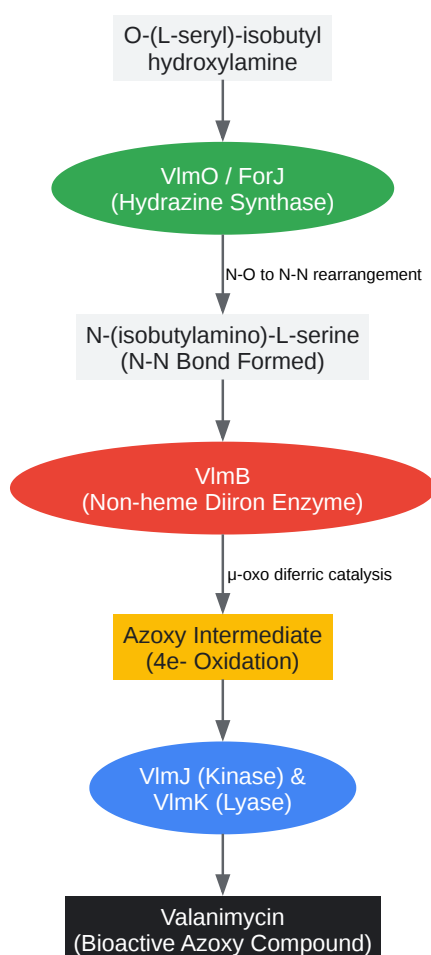 O-(L-seryl)-isobutyl
hydroxylamine
VlmO / ForJ
(Hydrazine Synthase)
N-O to N-N rearrangement
N-(isobutylamino)-L-serine
(N-N Bond Formed)
VlmB
(Non-heme Diiron Enzyme)
μ-oxo diferric catalysis
Azoxy Intermediate
(4e- Oxidation)
VlmJ (Kinase) &
VlmK (Lyase)
Valanimycin
(Bioactive Azoxy Compound)